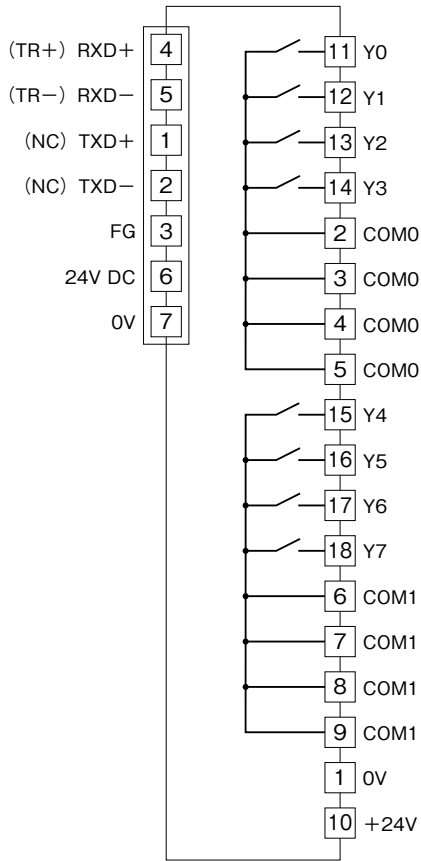 (TR+) RXD+ 4
(TR−) RXD− 5
(NC) TXD+ 1
(NC) TXD− 2
FG 3
24V DC 6
0V 7
11 Y0
12 Y1
13 Y2
14 Y3
2 COM0
3 COM0
4 COM0
5 COM0
15 Y4
16 Y5
17 Y6
18 Y7
6 COM1
7 COM1
8 COM1
9 COM1
1 0V
10 +24V